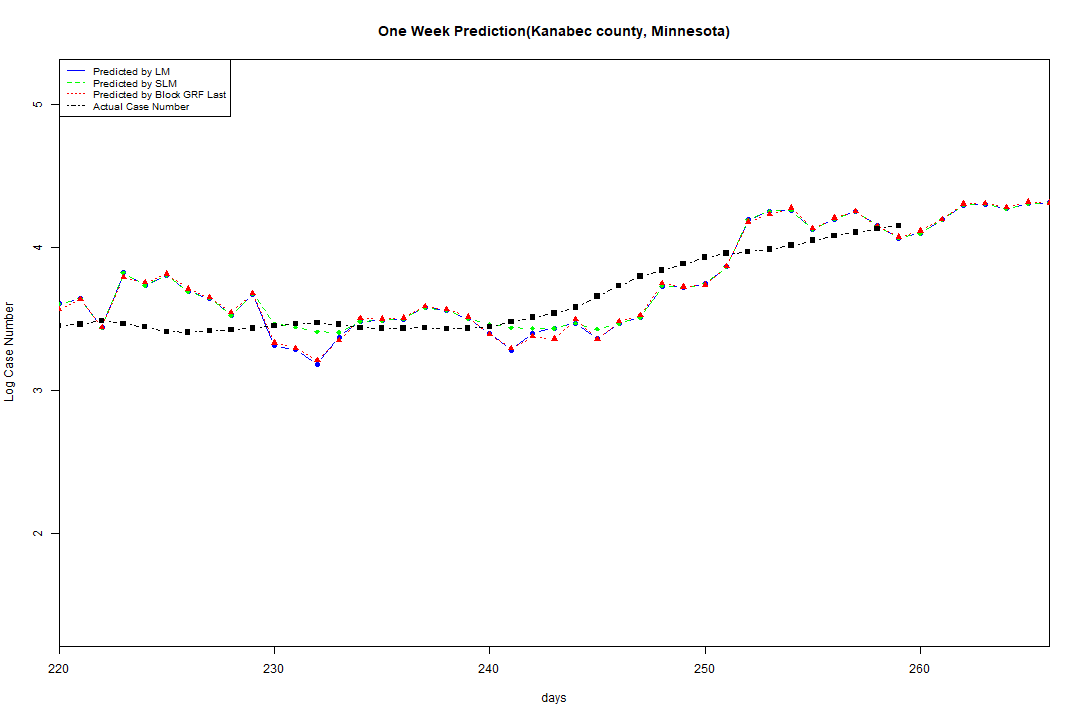 One Week Prediction(Kanabec county, Minnesota)
Predicted by LM
Predicted by SLM
Predicted by Block GRF Last
Actual Case Number
5
4
3
2
Log Case Number
220
230
240
250
260
days